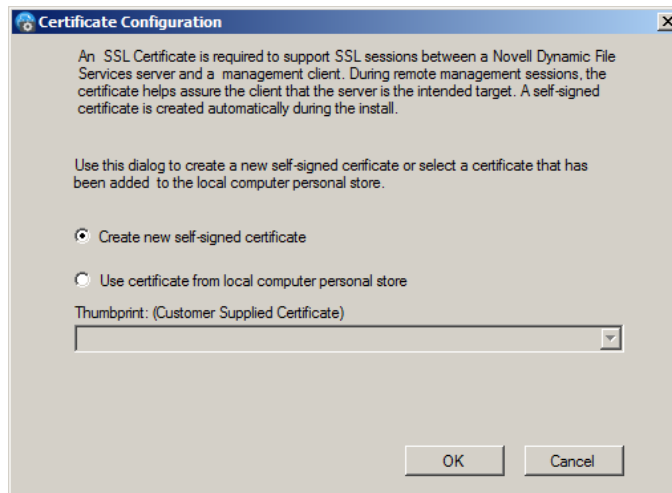 Certificate Configuration
An SSL Certificate is required to support SSL sessions between a Novell Dynamic File
Services server and a management client. During remote management sessions, the
certificate helps assure the client that the server is the intended target. A self-signed
certificate is created automatically during the install.
Use this dialog to create a new self-signed cerificate or select a certificate that has
been added to the local computer personal store.
Create new self-signed certificate
Use certificate from local computer personal store
Thumbprint: (Customer Supplied Certificate)
OK Cancel